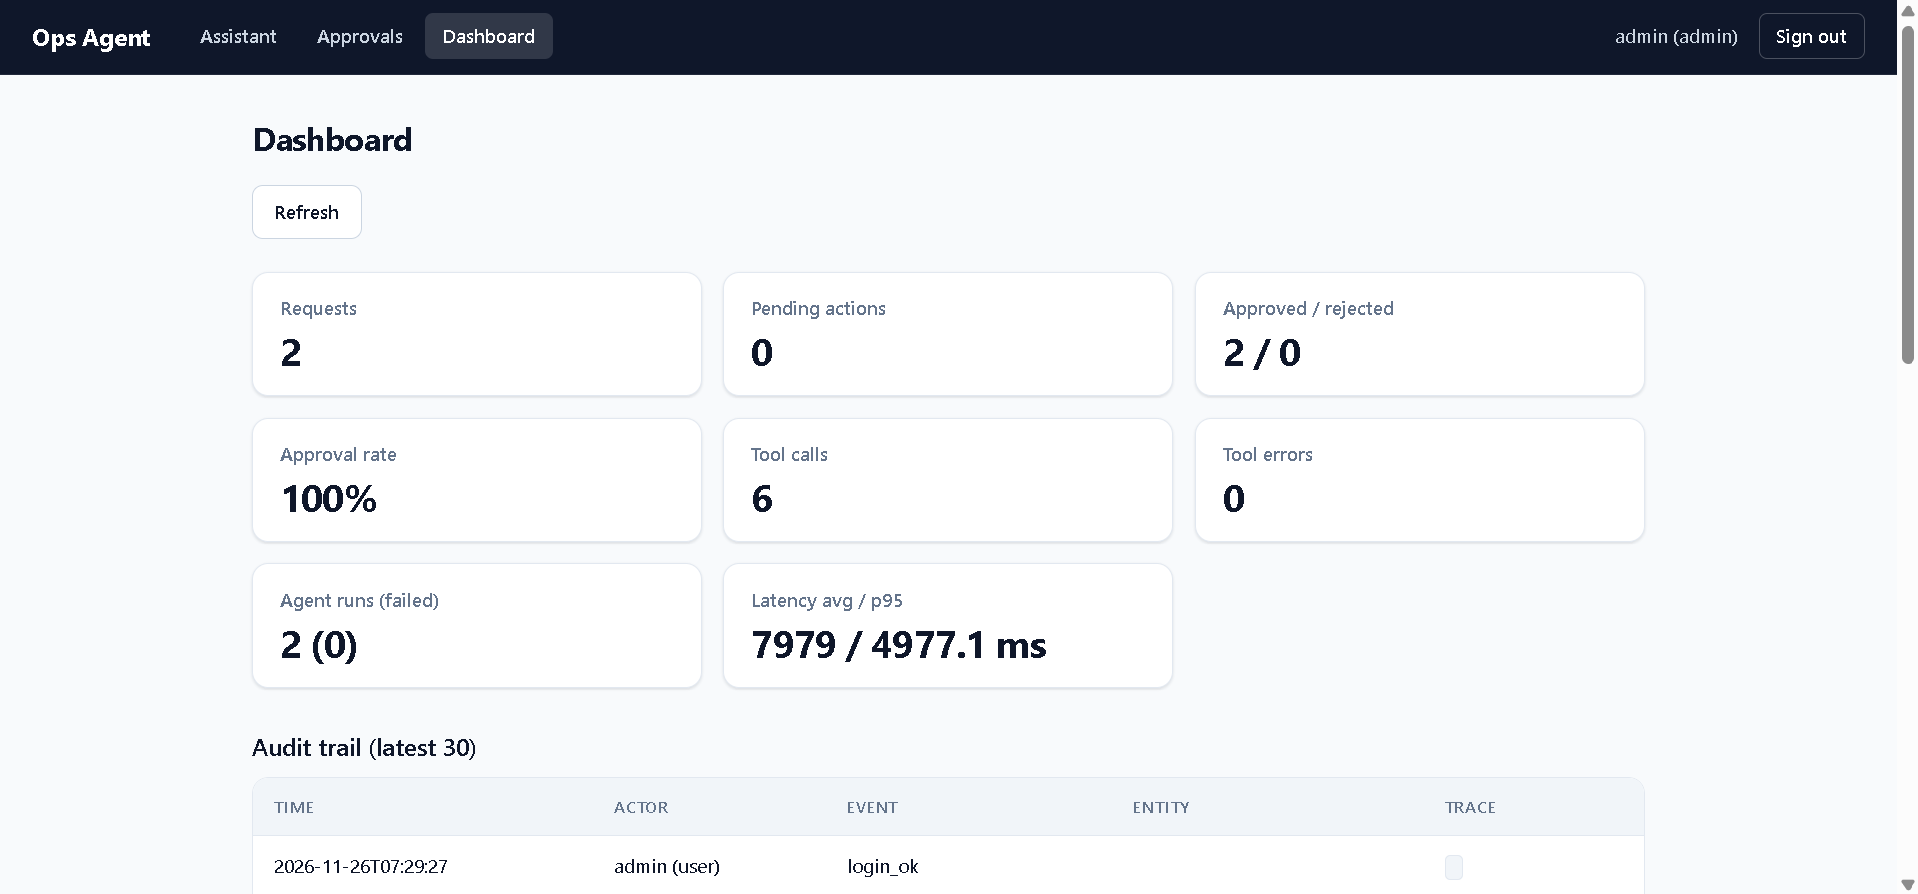 Ops Agent Assistant Approvals Dashboard admin (admin) Sign out
Dashboard
Refresh
Requests
2
Pending actions
0
Approved / rejected
2 / 0
Approval rate
100%
Tool calls
6
Tool errors
0
Agent runs (failed)
2 (0)
Latency avg / p95
7979 / 4977.1 ms
Audit trail (latest 30)
TIME ACTOR EVENT ENTITY TRACE
2026-11-26T07:29:27 admin (user) login_ok